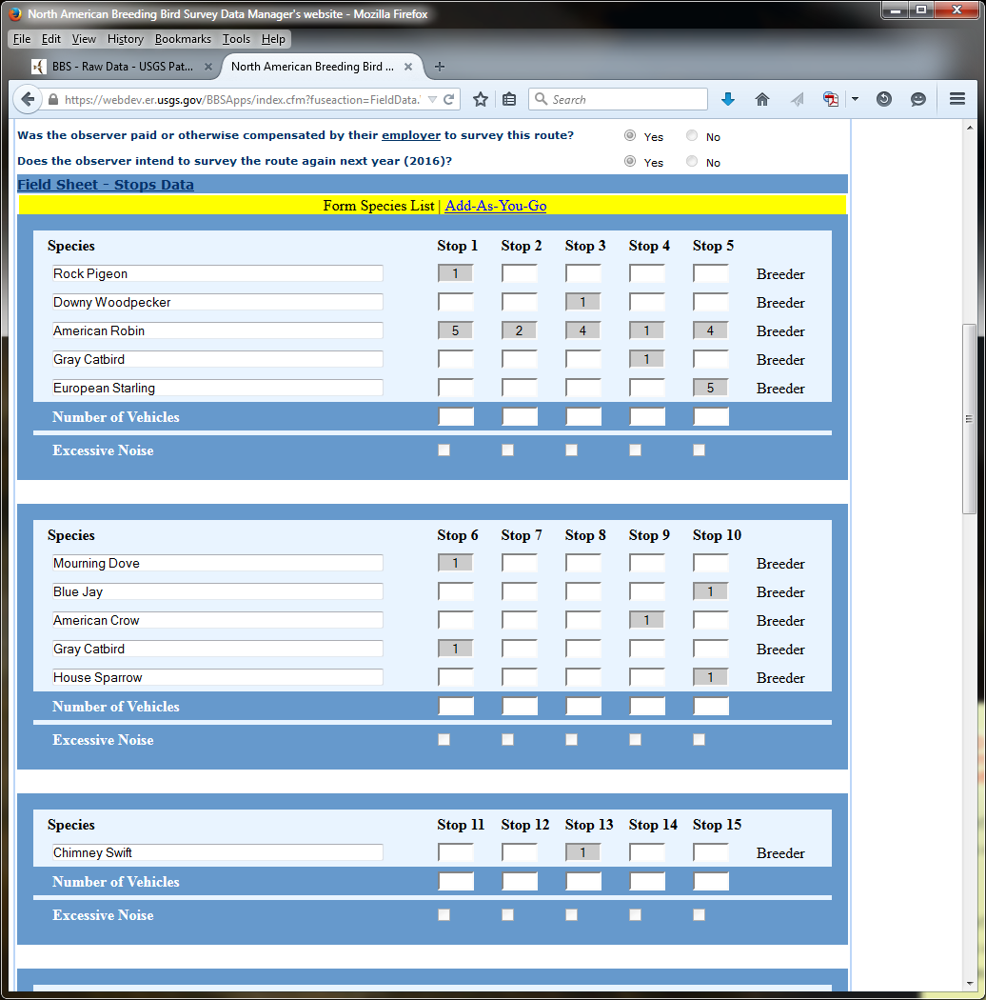 North American Breeding Bird Survey Data Manager's website - Mozilla Firefox
File Edit View History Bookmarks Tools Help
BBS - Raw Data - USGS Pat... North American Breeding Bird ...
https://webdev.er.usgs.gov/BBSApps/index.cfm?fuseaction=FieldData. Search
Was the observer paid or otherwise compensated by their employer to survey this route? Yes No
Does the observer intend to survey the route again next year (2016)? Yes No
Field Sheet - Stops Data
Form Species List | Add-As-You-Go
Species Stop 1 Stop 2 Stop 3 Stop 4 Stop 5
Rock Pigeon 1 Breeder
Downy Woodpecker 1 Breeder
American Robin 5 2 4 1 4 Breeder
Gray Catbird 1 Breeder
European Starling 5 Breeder
Number of Vehicles
Excessive Noise
Species Stop 6 Stop 7 Stop 8 Stop 9 Stop 10
Mourning Dove 1 Breeder
Blue Jay 1 Breeder
American Crow 1 Breeder
Gray Catbird 1 Breeder
House Sparrow 1 Breeder
Number of Vehicles
Excessive Noise
Species Stop 11 Stop 12 Stop 13 Stop 14 Stop 15
Chimney Swift 1 Breeder
Number of Vehicles
Excessive Noise